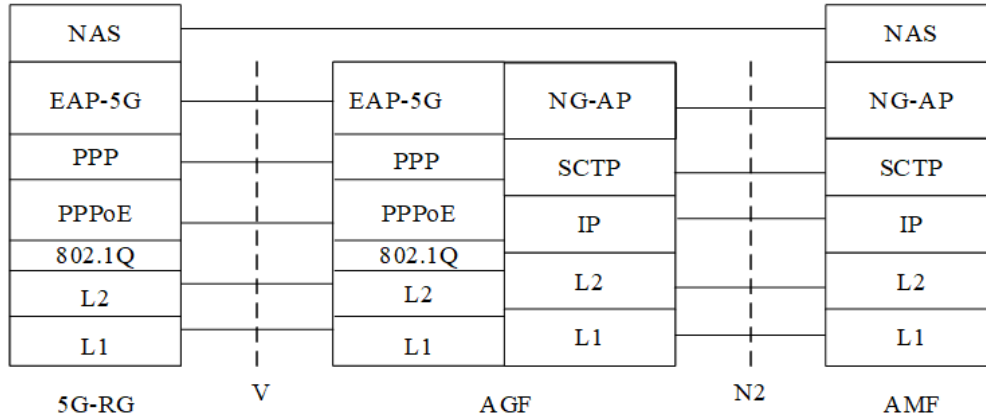 NAS
NAS
EAP-5G
EAP-5G
NG-AP
NG-AP
PPP
PPP
SCTP
SCTP
PPPoE
PPPoE
IP
IP
802.1Q
802.1Q
L2
L2
L2
L2
L1
L1
L1
L1
V
N2
5G-RG
AGF
AMF